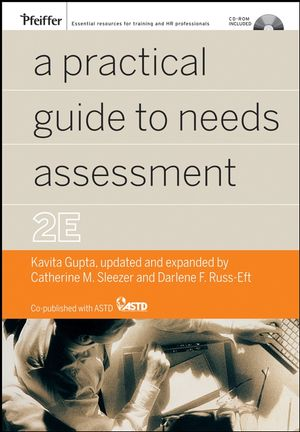 Pfeiffer
Essential resources for training and HR professionals
CD-ROM
INCLUDED
a practical
guide to needs
assessment
2E
Kavita Gupta, updated and expanded by
Catherine M. Sleezer and Darlene F. Russ-Eft
Co-published with ASTD ASTD